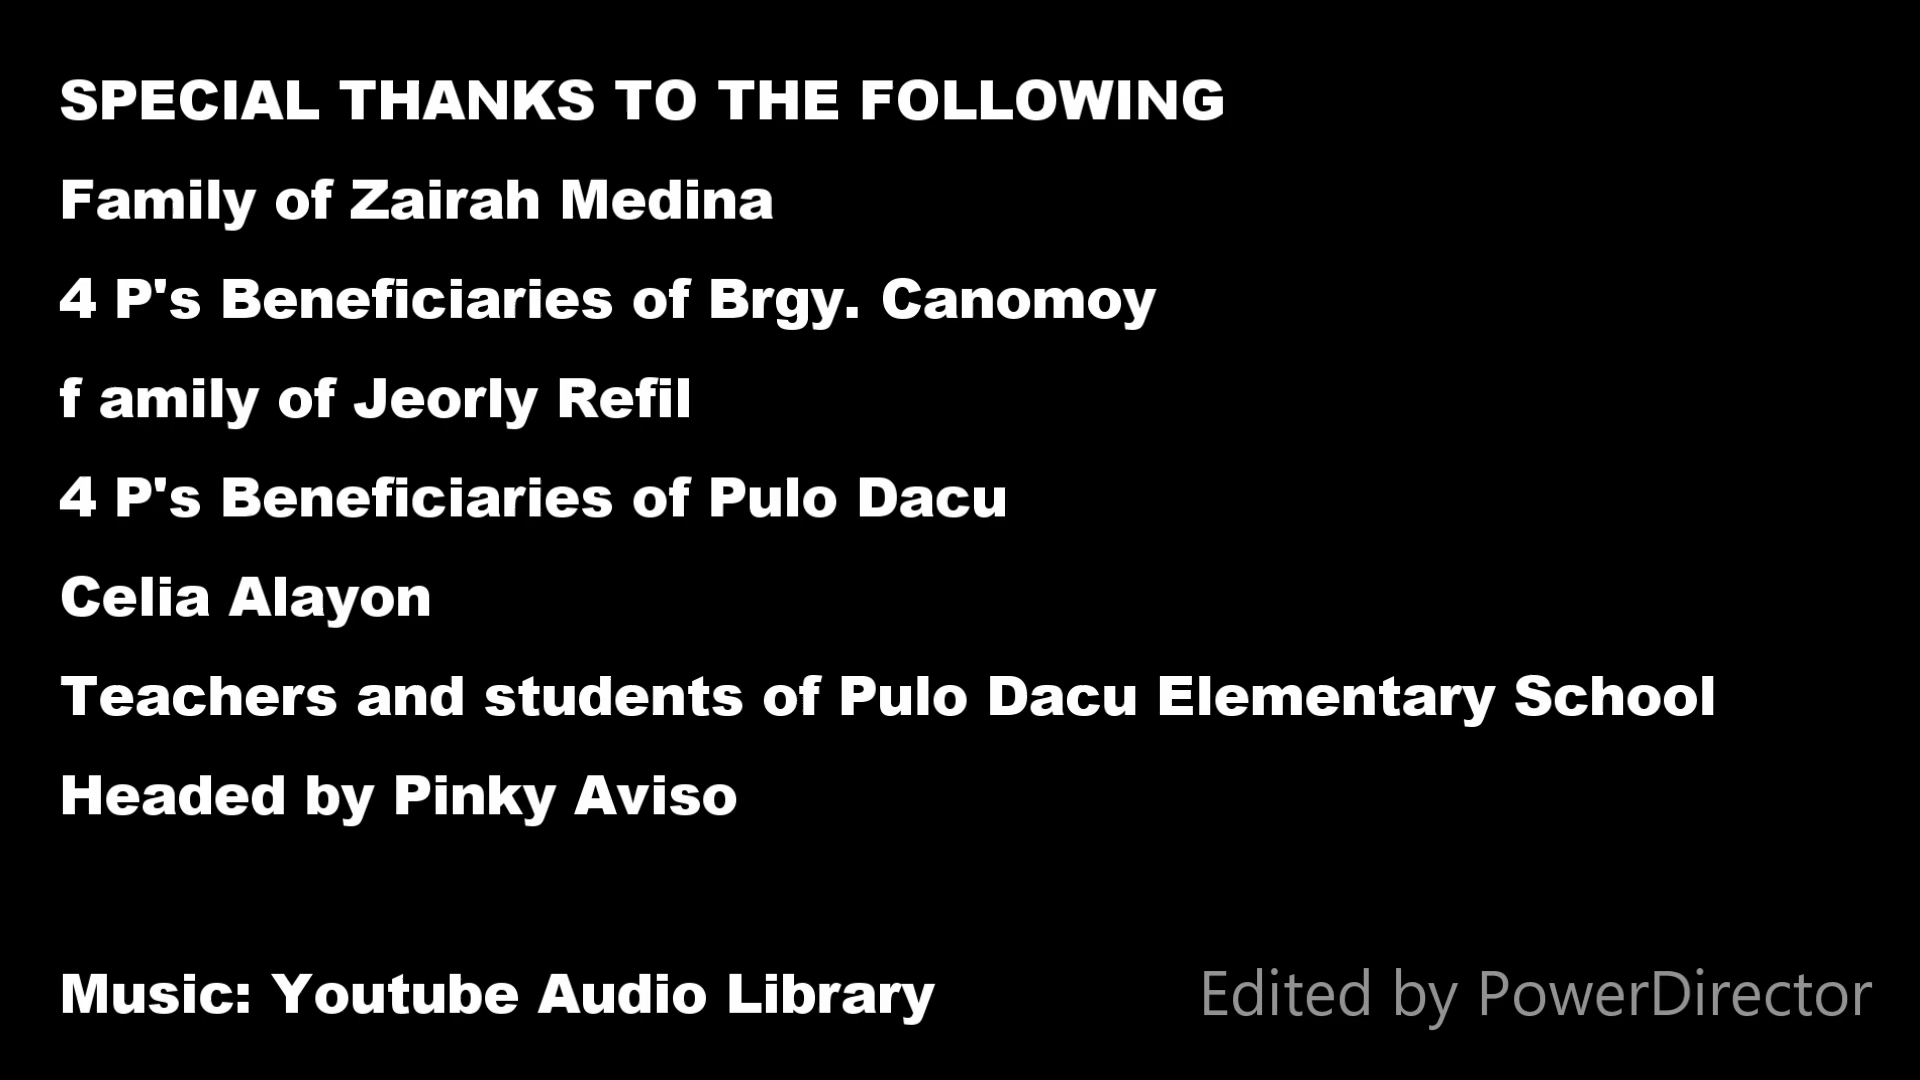 SPECIAL THANKS TO THE FOLLOWING
Family of Zairah Medina
4 P's Beneficiaries of Brgy. Canomoy
f amily of Jeorly Refil
4 P's Beneficiaries of Pulo Dacu
Celia Alayon
Teachers and students of Pulo Dacu Elementary School
Headed by Pinky Aviso
Music: Youtube Audio Library
Edited by PowerDirector